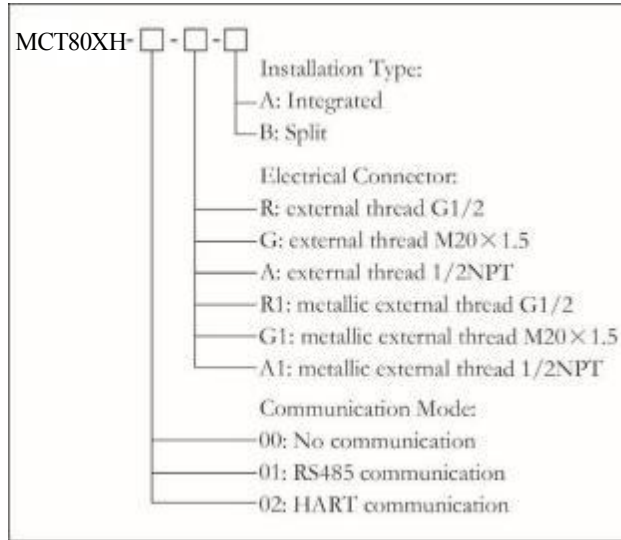 MCT80XH-□-□-□
Installation Type:
A: Integrated
B: Split
Electrical Connector:
R: external thread G1/2
G: external thread M20×1.5
A: external thread 1/2NPT
R1: metallic external thread G1/2
G1: metallic external thread M20×1.5
A1: metallic external thread 1/2NPT
Communication Mode:
00: No communication
01: RS485 communication
02: HART communication